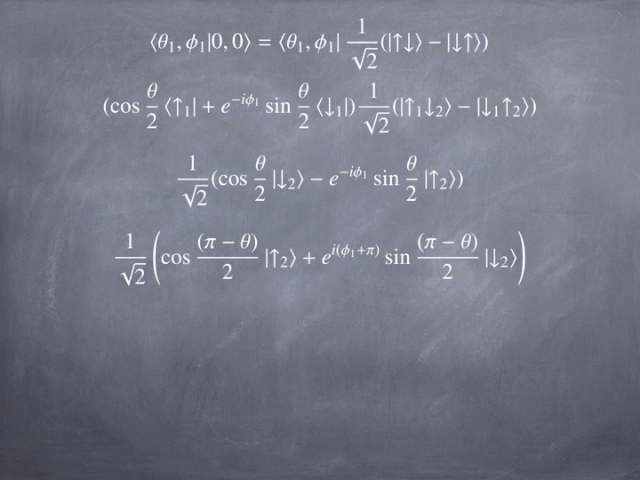 ⟨θ₁, ϕ₁|0, 0⟩ = ⟨θ₁, ϕ₁| 1/√2 (|↑↓⟩ − |↓↑⟩)
(cos θ/2 ⟨↑₁| + e^{−iϕ₁} sin θ/2 ⟨↓₁|) 1/√2 (|↑₁↓₂⟩ − |↓₁↑₂⟩)
1/√2 (cos θ/2 |↓₂⟩ − e^{−iϕ₁} sin θ/2 |↑₂⟩)
1/√2 (cos (π − θ)/2 |↑₂⟩ + e^{i(ϕ₁+π)} sin (π − θ)/2 |↓₂⟩)